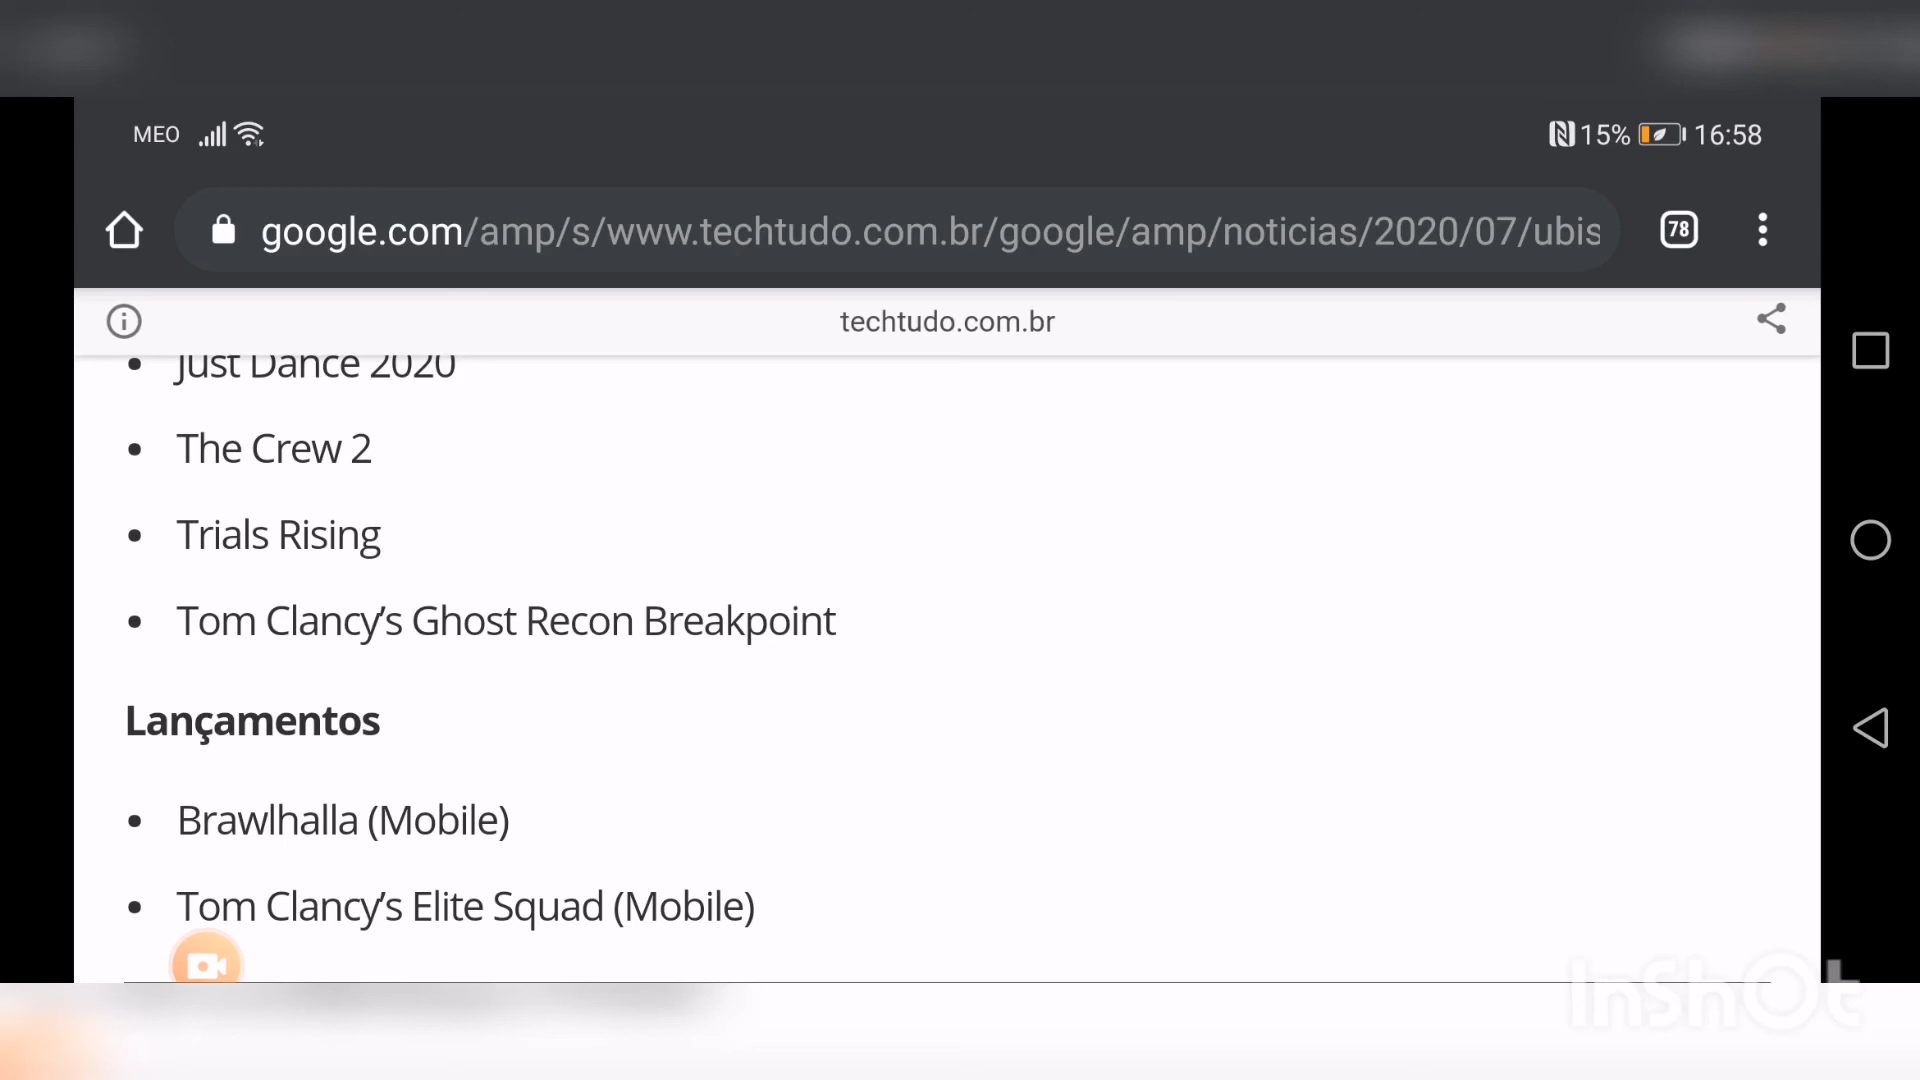 MEO
15% 16:58
google.com/amp/s/www.techtudo.com.br/google/amp/noticias/2020/07/ubis
78
techtudo.com.br
Just Dance 2020
The Crew 2
Trials Rising
Tom Clancy’s Ghost Recon Breakpoint
Lançamentos
Brawlhalla (Mobile)
Tom Clancy’s Elite Squad (Mobile)
InShOt